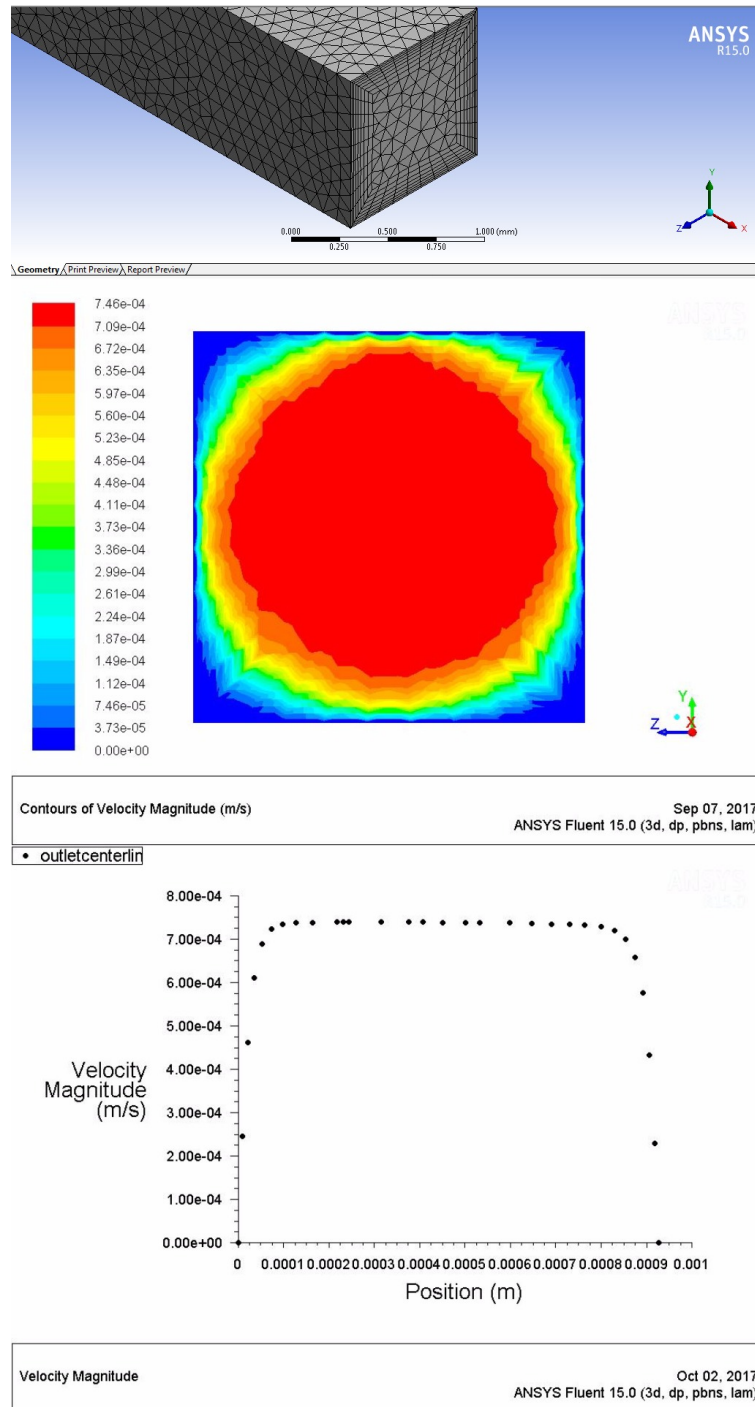 ANSYS
R15.0
Y
Z
X
0.000
0.500
1.000 (mm)
0.250
0.750
Geometry Print Preview Report Preview
7.46e-04
7.09e-04
6.72e-04
6.35e-04
5.97e-04
5.60e-04
5.23e-04
4.85e-04
4.48e-04
4.11e-04
3.73e-04
3.36e-04
2.99e-04
2.61e-04
2.24e-04
1.87e-04
1.49e-04
1.12e-04
7.46e-05
3.73e-05
0.00e+00
ANSYS
R15.0
Y
Z
X
Contours of Velocity Magnitude (m/s)
Sep 07, 2017
ANSYS Fluent 15.0 (3d, dp, pbns, lam)
outletcenterlin
ANSYS
R15.0
8.00e-04
7.00e-04
6.00e-04
5.00e-04
4.00e-04
3.00e-04
2.00e-04
1.00e-04
0.00e+00
Velocity
Magnitude
(m/s)
0 0.0001 0.0002 0.0003 0.0004 0.0005 0.0006 0.0007 0.0008 0.0009 0.001
Position (m)
Velocity Magnitude
Oct 02, 2017
ANSYS Fluent 15.0 (3d, dp, pbns, lam)